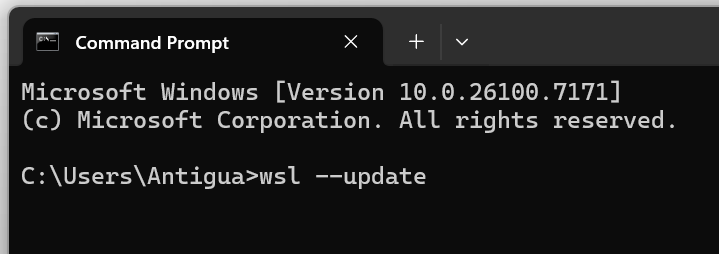 Command Prompt
Microsoft Windows [Version 10.0.26100.7171]
(c) Microsoft Corporation. All rights reserved.
C:\Users\Antigua>wsl --update